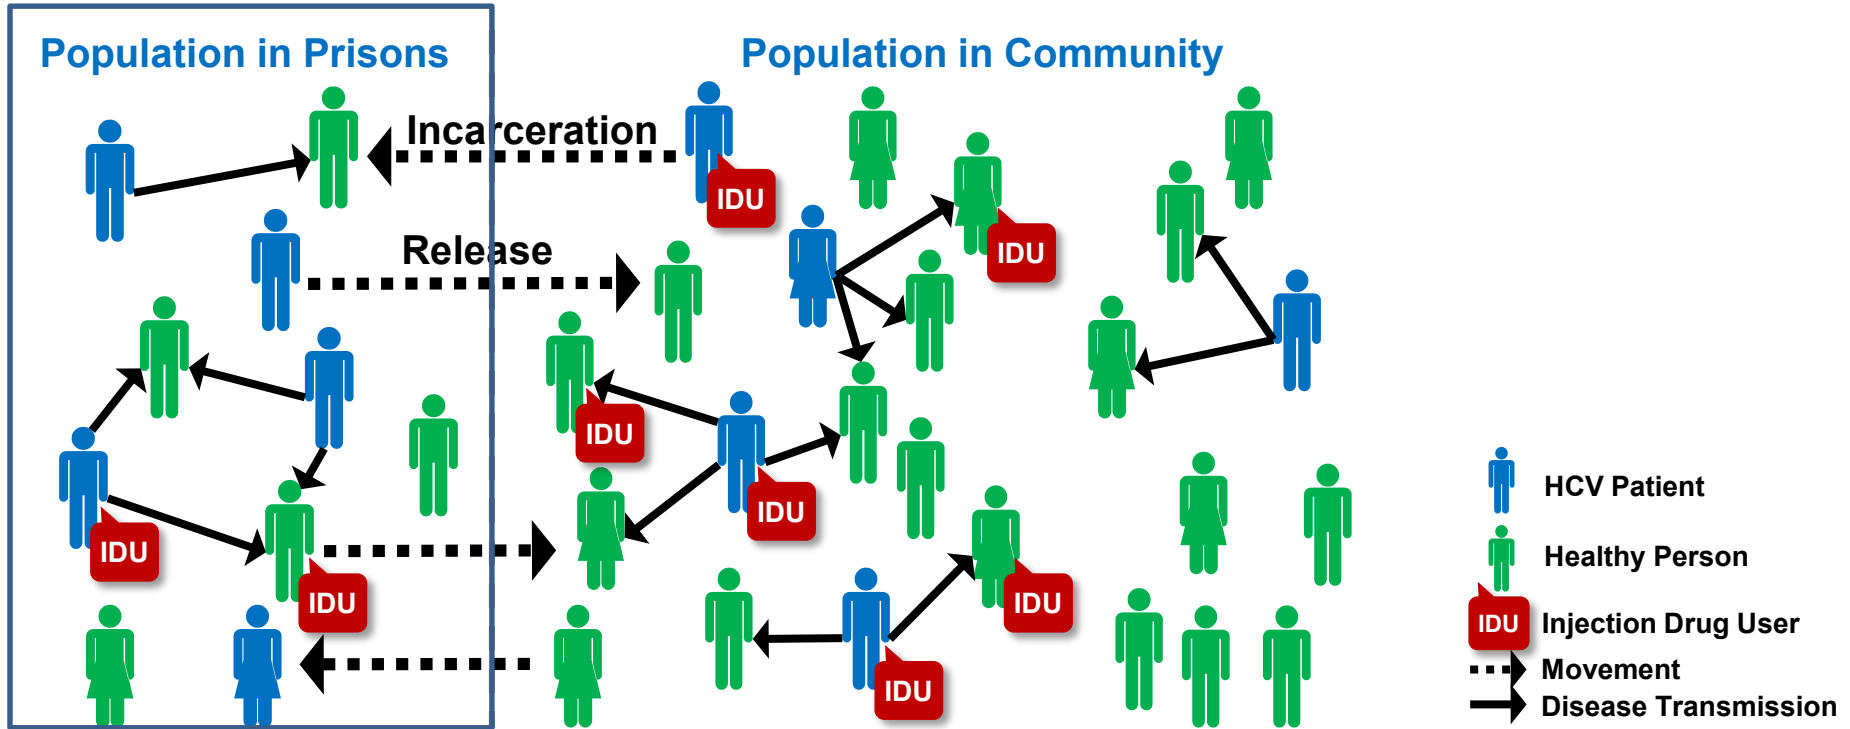 Population in Prisons
Population in Community
Incarceration
IDU
Release
IDU
IDU
IDU
IDU
IDU
IDU
IDU
HCV Patient
Healthy Person
IDU
Injection Drug User
Movement
Disease Transmission